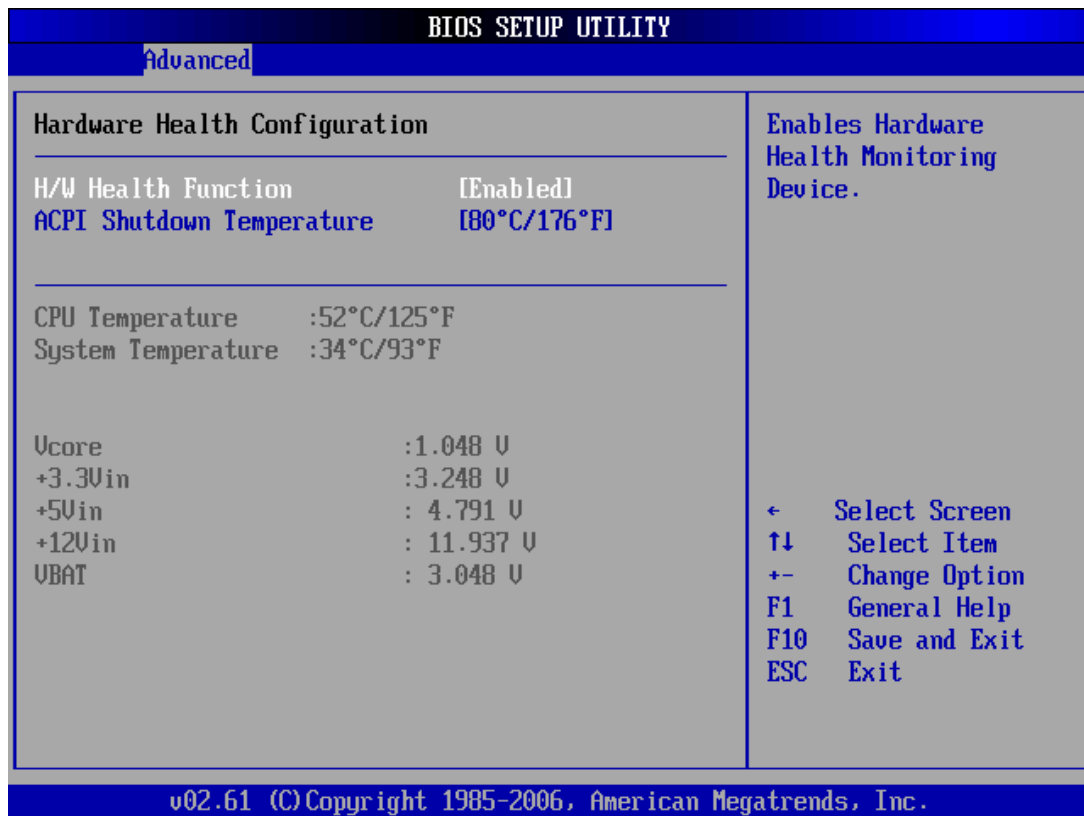 BIOS SETUP UTILITY
Advanced
Hardware Health Configuration
H/W Health Function [Enabled]
ACPI Shutdown Temperature [80°C/176°F]
CPU Temperature :52°C/125°F
System Temperature :34°C/93°F
Vcore :1.048 V
+3.3Vin :3.248 V
+5Vin : 4.791 V
+12Vin : 11.937 V
VBAT : 3.048 V
Enables Hardware
Health Monitoring
Device.
← Select Screen
↑↓ Select Item
+- Change Option
F1 General Help
F10 Save and Exit
ESC Exit
v02.61 (C)Copyright 1985-2006, American Megatrends, Inc.